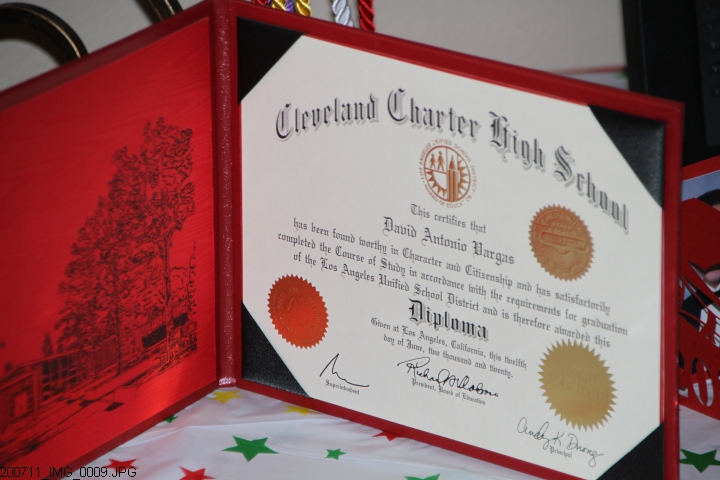 Cleveland Charter High School
This certifies that
David Antonio Vargas
has been found worthy in Character and Citizenship and has satisfactorily
completed the Course of Study in accordance with the requirements for graduation
of the Los Angeles Unified School District and is therefore awarded this
Diploma
Given at Los Angeles, California, this twelfth
day of June, two thousand and twenty.
Superintendent
President, Board of Education
Principal
200711_IMG_0009.JPG